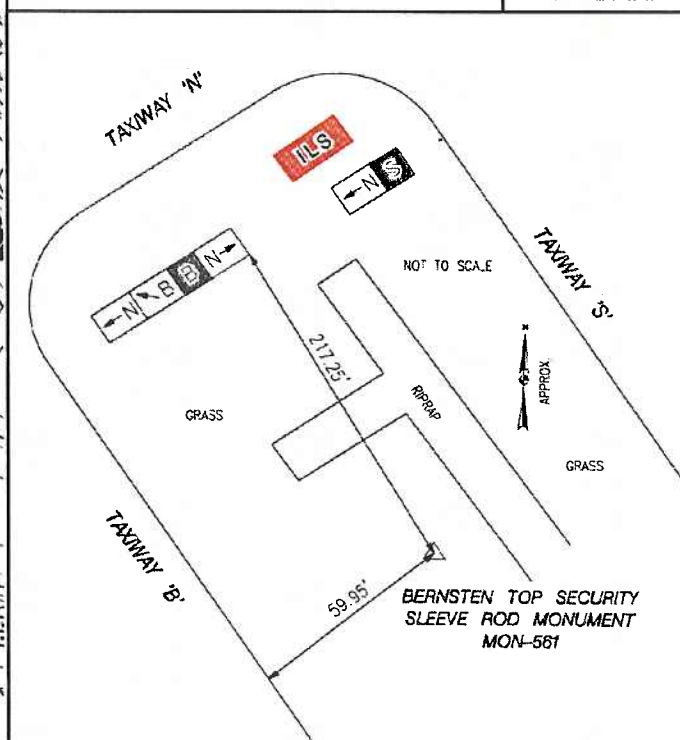 TAXIWAY 'N'
ILS
← N S
NOT TO SCALE
TAXIWAY 'S'
← N ↖ B B N →
217.25'
RIPRAP
APPROX.
GRASS
GRASS
TAXIWAY 'B'
59.95'
BERNSTEN TOP SECURITY
SLEEVE ROD MONUMENT
MON-561